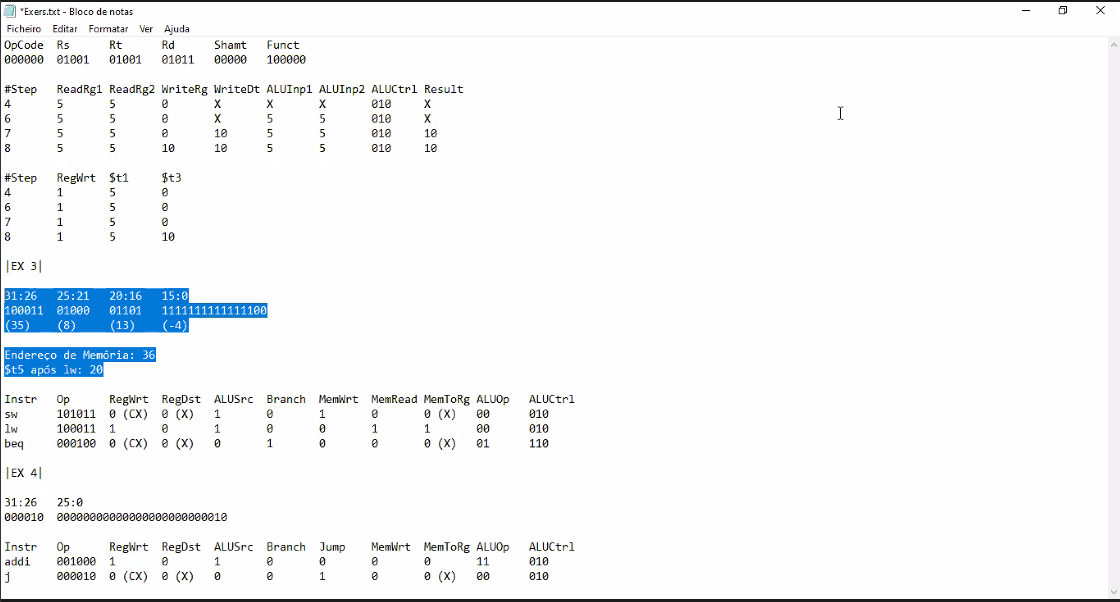 *Exers.txt - Bloco de notas
Ficheiro Editar Formatar Ver Ajuda
OpCode Rs Rt Rd Shamt Funct
000000 01001 01001 01011 00000 100000
#Step ReadRg1 ReadRg2 WriteRg WriteDt ALUInp1 ALUInp2 ALUCtrl Result
4 5 5 0 X X X 010 X
6 5 5 0 X 5 5 010 X
7 5 5 0 10 5 5 010 10
8 5 5 10 10 5 5 010 10
#Step RegWrt $t1 $t3
4 1 5 0
6 1 5 0
7 1 5 0
8 1 5 10
|EX 3|
31:26 25:21 20:16 15:0
100011 01000 01101 1111111111111100
(35) (8) (13) (-4)
Endereço de Memória: 36
$t5 após lw: 20
Instr Op RegWrt RegDst ALUSrc Branch MemWrt MemRead MemToRg ALUOp ALUCtrl
sw 101011 0 (CX) 0 (X) 1 0 1 0 0 (X) 00 010
lw 100011 1 0 1 0 0 1 1 00 010
beq 000100 0 (CX) 0 (X) 0 1 0 0 0 (X) 01 110
|EX 4|
31:26 25:0
000010 00000000000000000000000010
Instr Op RegWrt RegDst ALUSrc Branch Jump MemWrt MemToRg ALUOp ALUCtrl
addi 001000 1 0 1 0 0 0 0 11 010
j 000010 0 (CX) 0 (X) 0 0 1 0 0 (X) 00 010